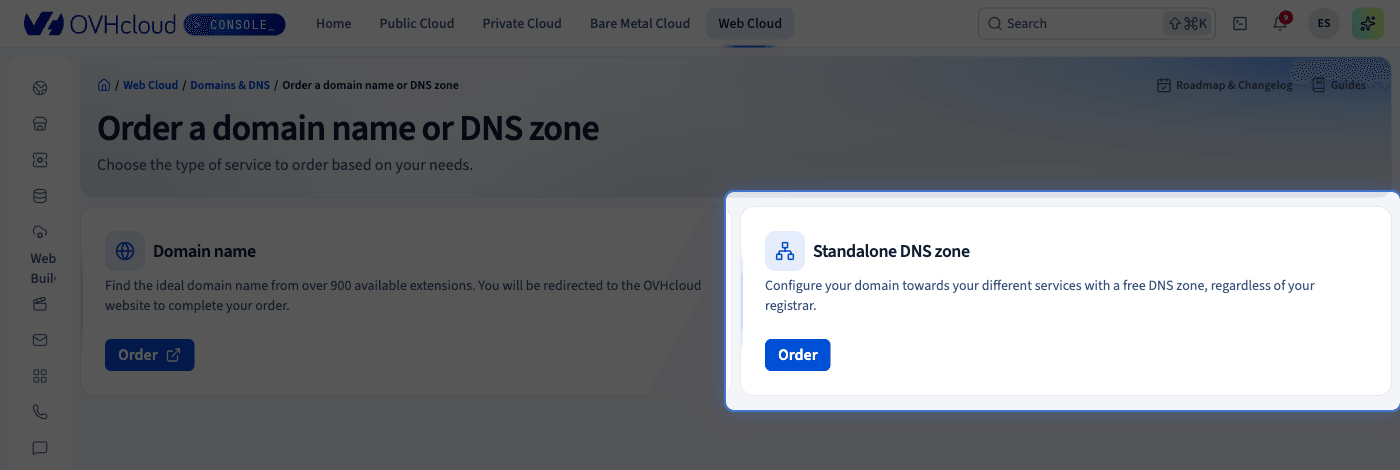 OVHcloud CONSOLE_ Home Public Cloud Private Cloud Bare Metal Cloud Web Cloud Search ⇧⌘K 9 ES
/ Web Cloud / Domains & DNS / Order a domain name or DNS zone Roadmap & Changelog Guides
Order a domain name or DNS zone
Choose the type of service to order based on your needs.
Web
Buil
Domain name
Find the ideal domain name from over 900 available extensions. You will be redirected to the OVHcloud
website to complete your order.
Order
Standalone DNS zone
Configure your domain towards your different services with a free DNS zone, regardless of your
registrar.
Order